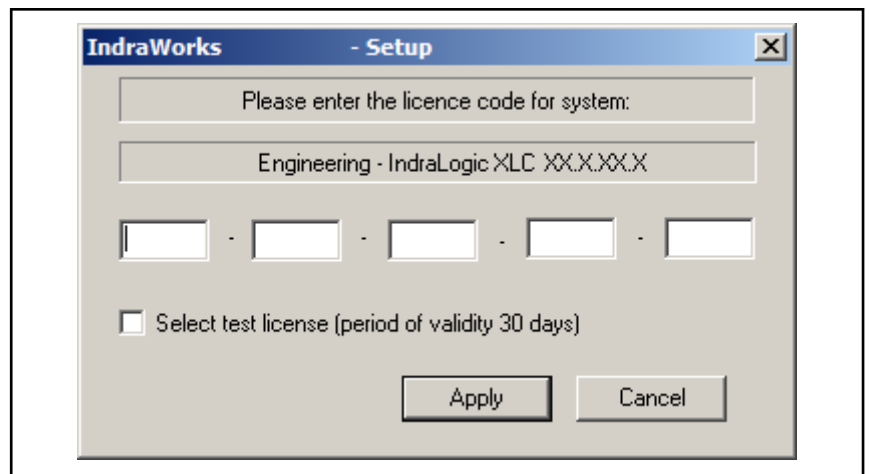 IndraWorks - Setup
Please enter the licence code for system:
Engineering - IndraLogic XLC XX.X.XX.X
- - - -
Select test license (period of validity 30 days)
Apply Cancel